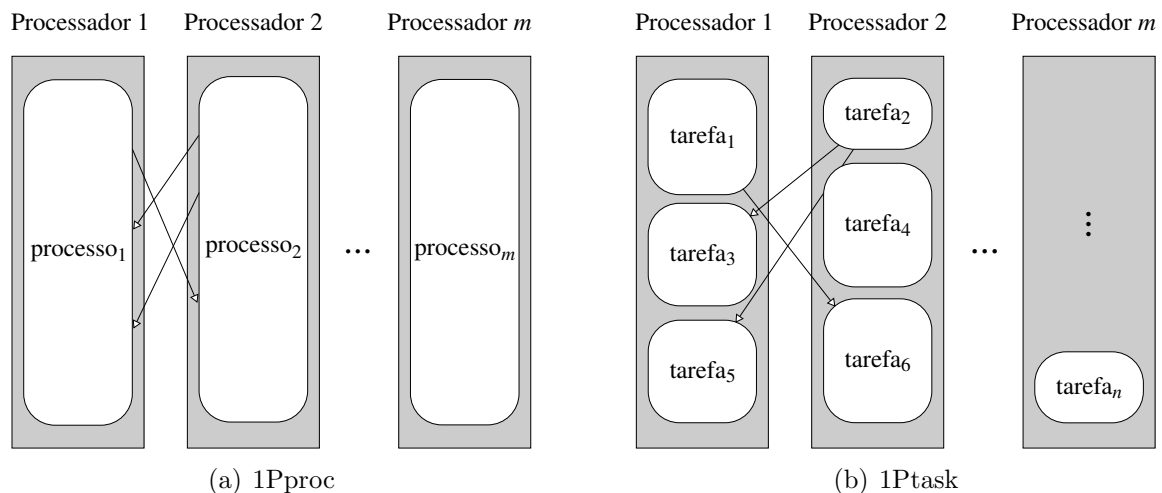 Processador 1
Processador 2
Processador m
processo1
processo2
...
processom
(a) 1Pproc
Processador 1
Processador 2
Processador m
tarefa1
tarefa2
tarefa3
tarefa4
tarefa5
tarefa6
...
⋮
tarefan
(b) 1Ptask